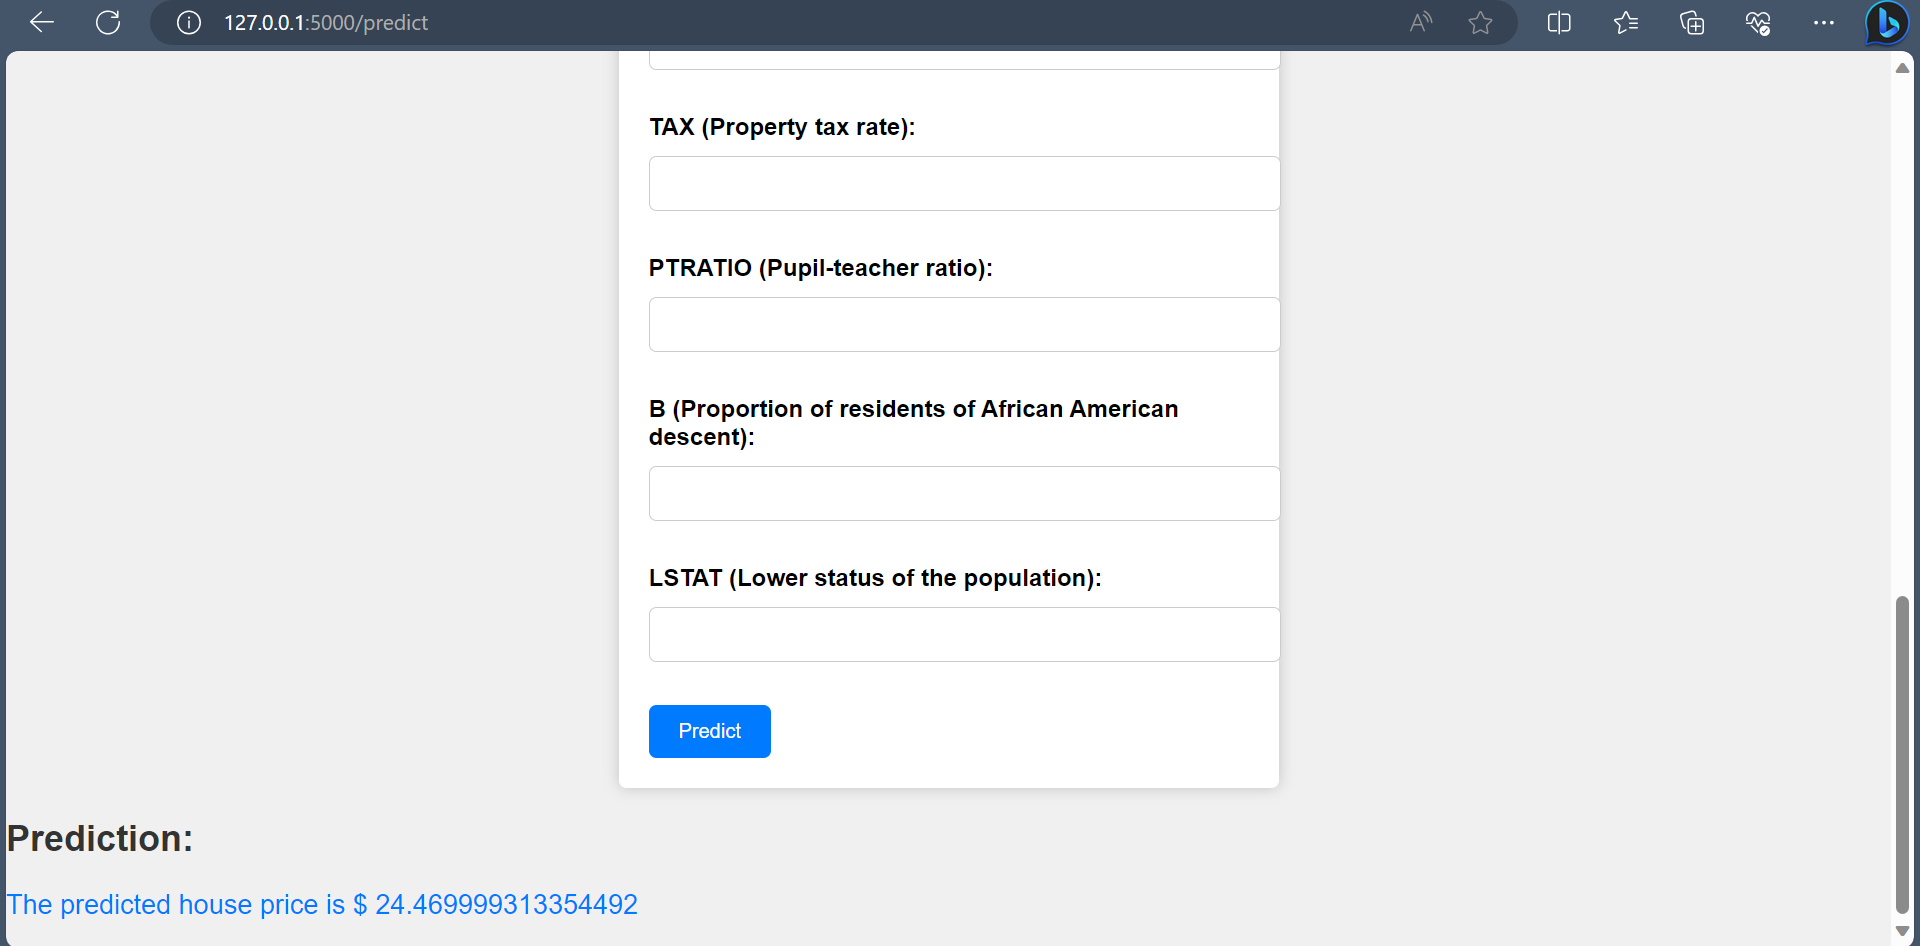 127.0.0.1:5000/predict
TAX (Property tax rate):
PTRATIO (Pupil-teacher ratio):
B (Proportion of residents of African American
descent):
LSTAT (Lower status of the population):
Predict
Prediction:
The predicted house price is $ 24.469999313354492